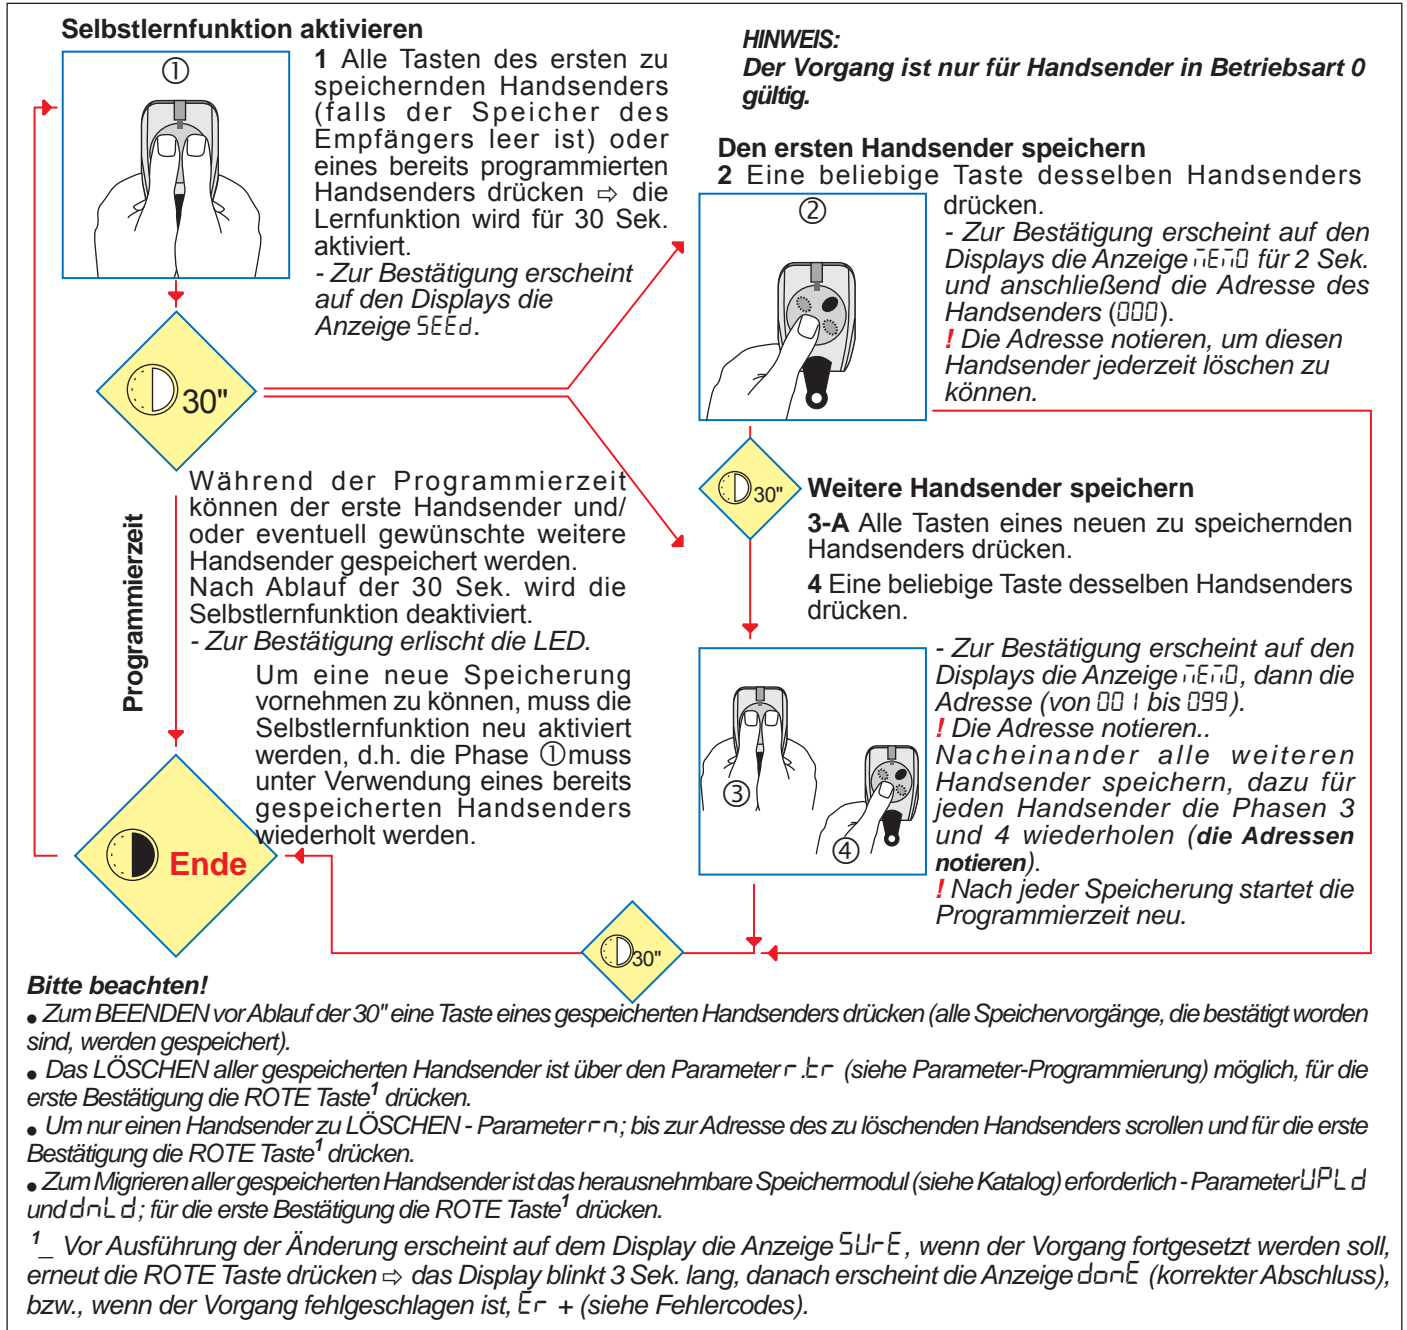 Selbstlernfunktion aktivieren
①
1 Alle Tasten des ersten zu
speichernden Handsenders
(falls der Speicher des
Empfängers leer ist) oder
eines bereits programmierten
Handsenders drücken ⇨ die
Lernfunktion wird für 30 Sek.
aktiviert.
- Zur Bestätigung erscheint
auf den Displays die
Anzeige SEEd.
HINWEIS:
Der Vorgang ist nur für Handsender in Betriebsart 0
gültig.
Den ersten Handsender speichern
2 Eine beliebige Taste desselben Handsenders
drücken.
②
- Zur Bestätigung erscheint auf den
Displays die Anzeige MEMO für 2 Sek.
und anschließend die Adresse des
Handsenders (000).
! Die Adresse notieren, um diesen
Handsender jederzeit löschen zu
können.
30"
Während der Programmierzeit
können der erste Handsender und/
oder eventuell gewünschte weitere
Handsender gespeichert werden.
Nach Ablauf der 30 Sek. wird die
Selbstlernfunktion deaktiviert.
- Zur Bestätigung erlischt die LED.
Programmierzeit
Um eine neue Speicherung
vornehmen zu können, muss die
Selbstlernfunktion neu aktiviert
werden, d.h. die Phase ① muss
unter Verwendung eines bereits
gespeicherten Handsenders
wiederholt werden.
Ende
30"
Weitere Handsender speichern
3-A Alle Tasten eines neuen zu speichernden
Handsenders drücken.
4 Eine beliebige Taste desselben Handsenders
drücken.
③
④
- Zur Bestätigung erscheint auf den
Displays die Anzeige MEMO, dann die
Adresse (von 001 bis 099).
! Die Adresse notieren..
Nacheinander alle weiteren
Handsender speichern, dazu für
jeden Handsender die Phasen 3
und 4 wiederholen (die Adressen
notieren).
! Nach jeder Speicherung startet die
Programmierzeit neu.
30"
Bitte beachten!
● Zum BEENDEN vor Ablauf der 30" eine Taste eines gespeicherten Handsenders drücken (alle Speichervorgänge, die bestätigt worden
sind, werden gespeichert).
● Das LÖSCHEN aller gespeicherten Handsender ist über den Parameter r.tr (siehe Parameter-Programmierung) möglich, für die
erste Bestätigung die ROTE Taste¹ drücken.
● Um nur einen Handsender zu LÖSCHEN - Parameter rn; bis zur Adresse des zu löschenden Handsenders scrollen und für die erste
Bestätigung die ROTE Taste¹ drücken.
● Zum Migrieren aller gespeicherten Handsender ist das herausnehmbare Speichermodul (siehe Katalog) erforderlich - Parameter UPLd
und dnLd; für die erste Bestätigung die ROTE Taste¹ drücken.
¹_ Vor Ausführung der Änderung erscheint auf dem Display die Anzeige SUrE, wenn der Vorgang fortgesetzt werden soll,
erneut die ROTE Taste drücken ⇨ das Display blinkt 3 Sek. lang, danach erscheint die Anzeige donE (korrekter Abschluss),
bzw., wenn der Vorgang fehlgeschlagen ist, Er + (siehe Fehlercodes).